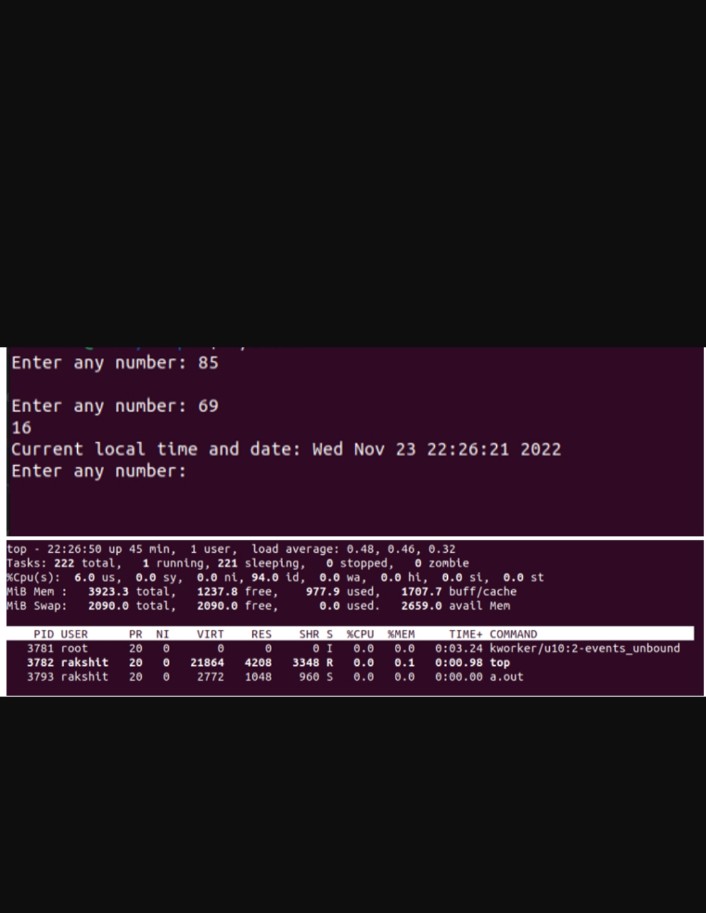 Enter any number: 85
Enter any number: 69
16
Current local time and date: Wed Nov 23 22:26:21 2022
Enter any number:
top - 22:26:50 up 45 min,  1 user,  load average: 0.48, 0.46, 0.32
Tasks: 222 total,   1 running, 221 sleeping,   0 stopped,   0 zombie
%Cpu(s):  6.0 us,  0.0 sy,  0.0 ni, 94.0 id,  0.0 wa,  0.0 hi,  0.0 si,  0.0 st
MiB Mem :   3923.3 total,   1237.8 free,    977.9 used,   1707.7 buff/cache
MiB Swap:   2090.0 total,   2090.0 free,      0.0 used.   2659.0 avail Mem
PID USER      PR  NI    VIRT    RES    SHR S  %CPU  %MEM     TIME+ COMMAND
3781 root      20   0       0      0      0 I   0.0   0.0   0:03.24 kworker/u10:2-events_unbound
3782 rakshit   20   0   21864   4208   3348 R   0.0   0.1   0:00.98 top
3793 rakshit   20   0    2772   1048    960 S   0.0   0.0   0:00.00 a.out